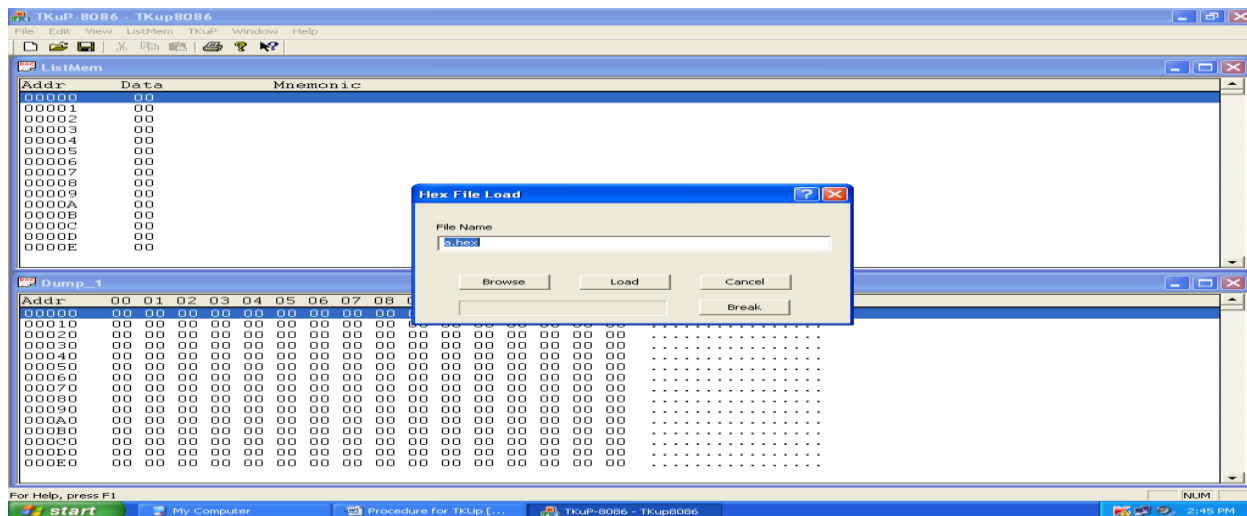 TKuP-8086 - TKup8086
File Edit View ListMem TKuP Window Help
ListMem
Addr Data Mnemonic
00000 00
00001 00
00002 00
00003 00
00004 00
00005 00
00006 00
00007 00
00008 00
00009 00
0000A 00
0000B 00
0000C 00
0000D 00
0000E 00
Hex File Load
File Name
a.hex
Browse Load Cancel
Break
Dump_1
Addr 00 01 02 03 04 05 06 07 08
00000 00 00 00 00 00 00 00 00 00
00010 00 00 00 00 00 00 00 00 00 00 00 00 00 00 00 00 ................
00020 00 00 00 00 00 00 00 00 00 00 00 00 00 00 00 00 ................
00030 00 00 00 00 00 00 00 00 00 00 00 00 00 00 00 00 ................
00040 00 00 00 00 00 00 00 00 00 00 00 00 00 00 00 00 ................
00050 00 00 00 00 00 00 00 00 00 00 00 00 00 00 00 00 ................
00060 00 00 00 00 00 00 00 00 00 00 00 00 00 00 00 00 ................
00070 00 00 00 00 00 00 00 00 00 00 00 00 00 00 00 00 ................
00080 00 00 00 00 00 00 00 00 00 00 00 00 00 00 00 00 ................
00090 00 00 00 00 00 00 00 00 00 00 00 00 00 00 00 00 ................
000A0 00 00 00 00 00 00 00 00 00 00 00 00 00 00 00 00 ................
000B0 00 00 00 00 00 00 00 00 00 00 00 00 00 00 00 00 ................
000C0 00 00 00 00 00 00 00 00 00 00 00 00 00 00 00 00 ................
000D0 00 00 00 00 00 00 00 00 00 00 00 00 00 00 00 00 ................
000E0 00 00 00 00 00 00 00 00 00 00 00 00 00 00 00 00 ................
For Help, press F1 NUM
start My Computer Procedure for TKUp [... TKuP-8086 - TKup8086 2:45 PM